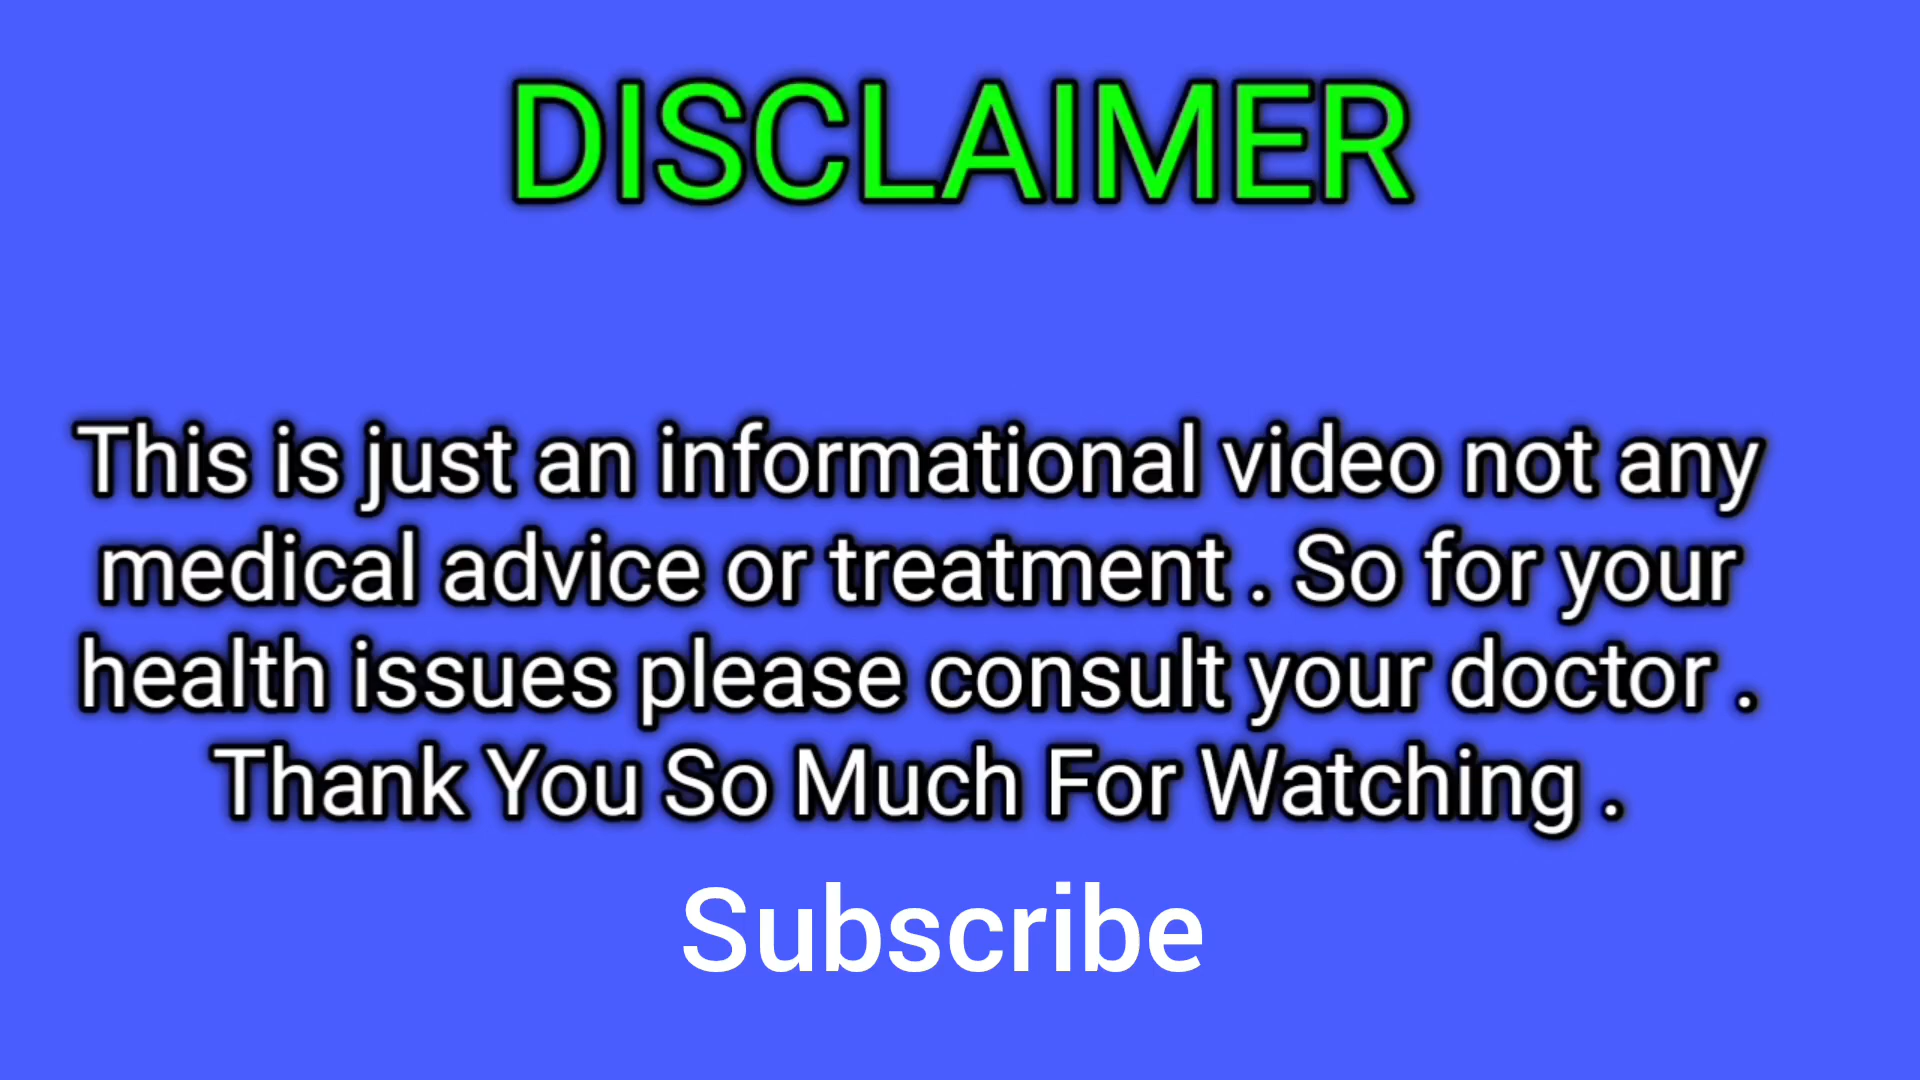 DISCLAIMER
This is just an informational video not any
medical advice or treatment . So for your
health issues please consult your doctor .
Thank You So Much For Watching .
Subscribe